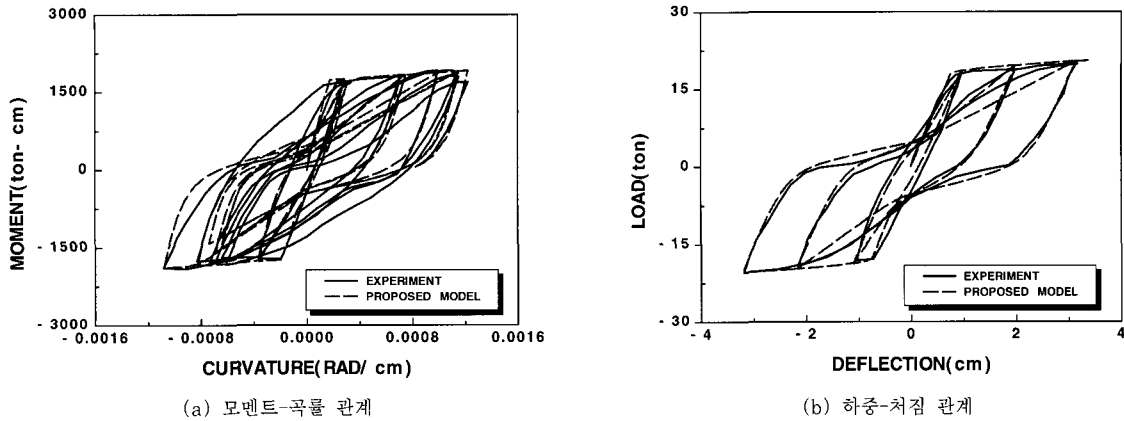 3000
1500
0
- 1500
- 3000
MOMENT(ton- cm)
EXPERIMENT
PROPOSED MODEL
- 0.0016
- 0.0008
0.0000
0.0008
0.0016
CURVATURE(RAD/ cm)
(a) 모멘트-곡률 관계
30
15
0
- 15
- 30
LOAD(ton)
EXPERIMENT
PROPOSED MODEL
- 4
- 2
0
2
4
DEFLECTION(cm)
(b) 하중-처짐 관계